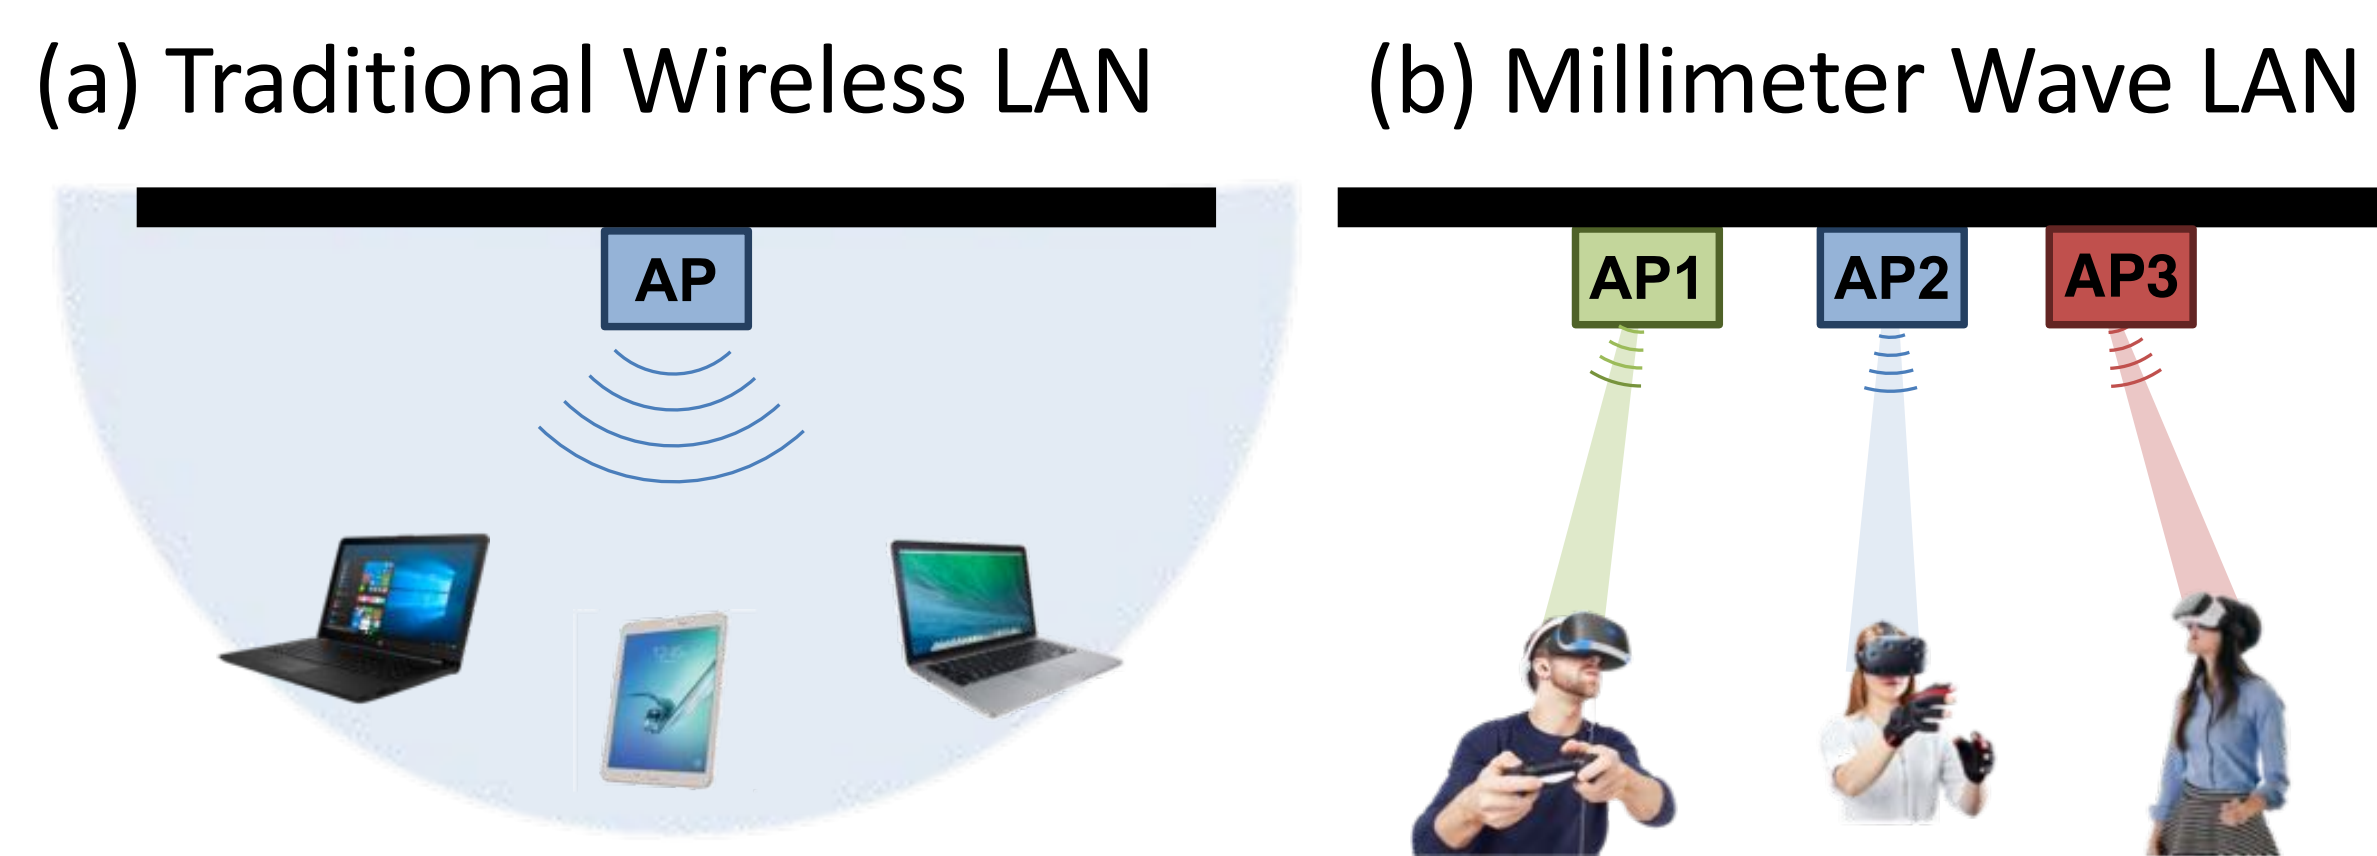 (a) Traditional Wireless LAN
(b) Millimeter Wave LAN
AP
AP1
AP2
AP3